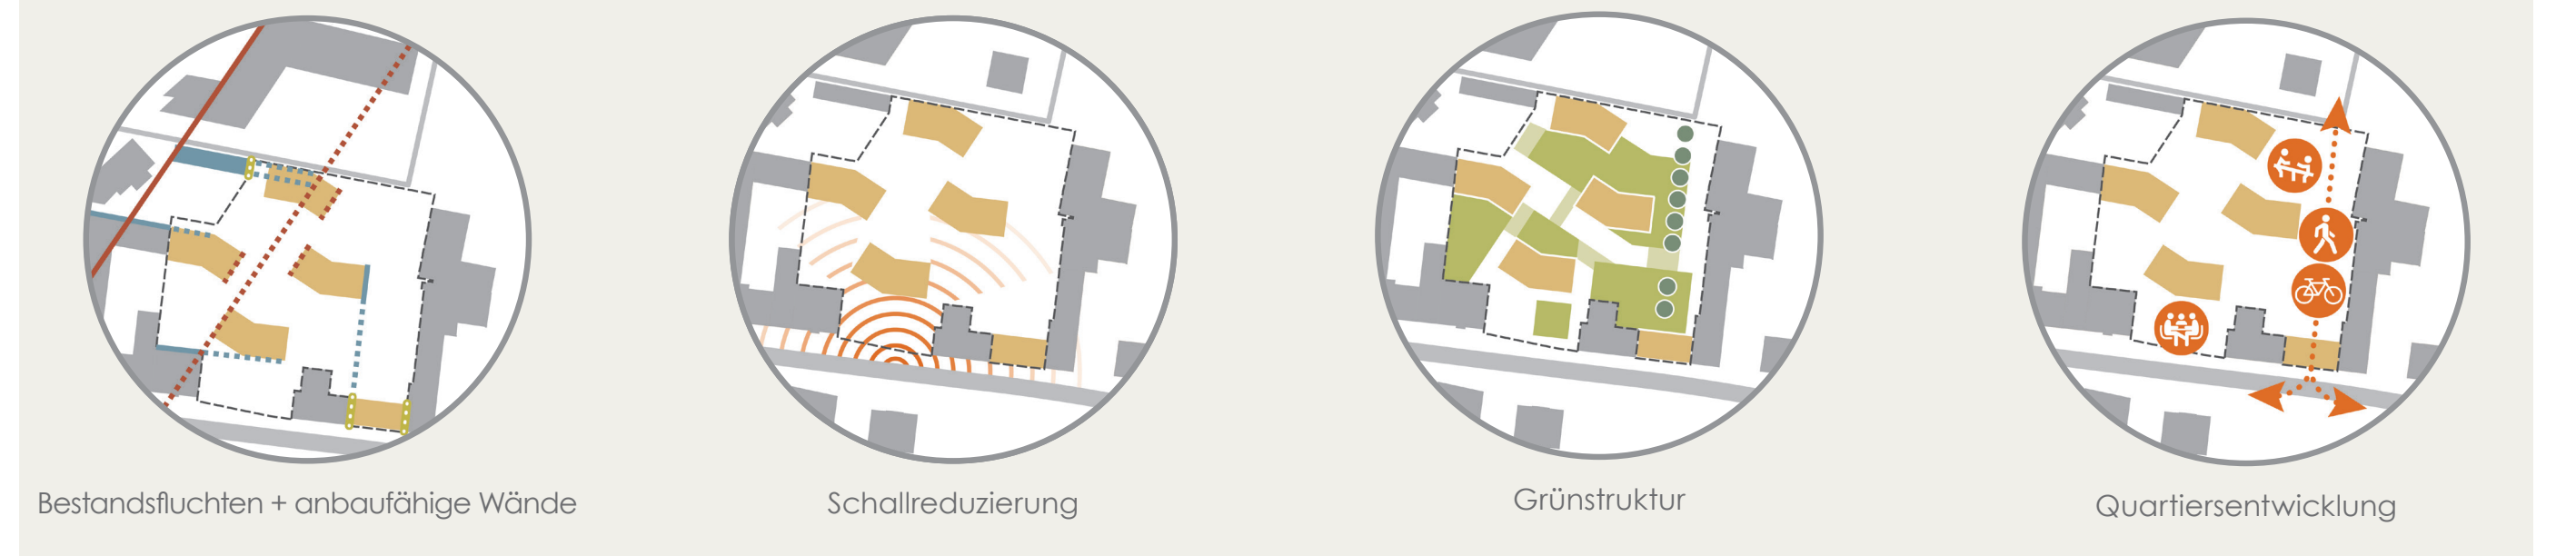 Bestandsfluchten + anbaufähige Wände
Schallreduzierung
Grünstruktur
Quartiersentwicklung